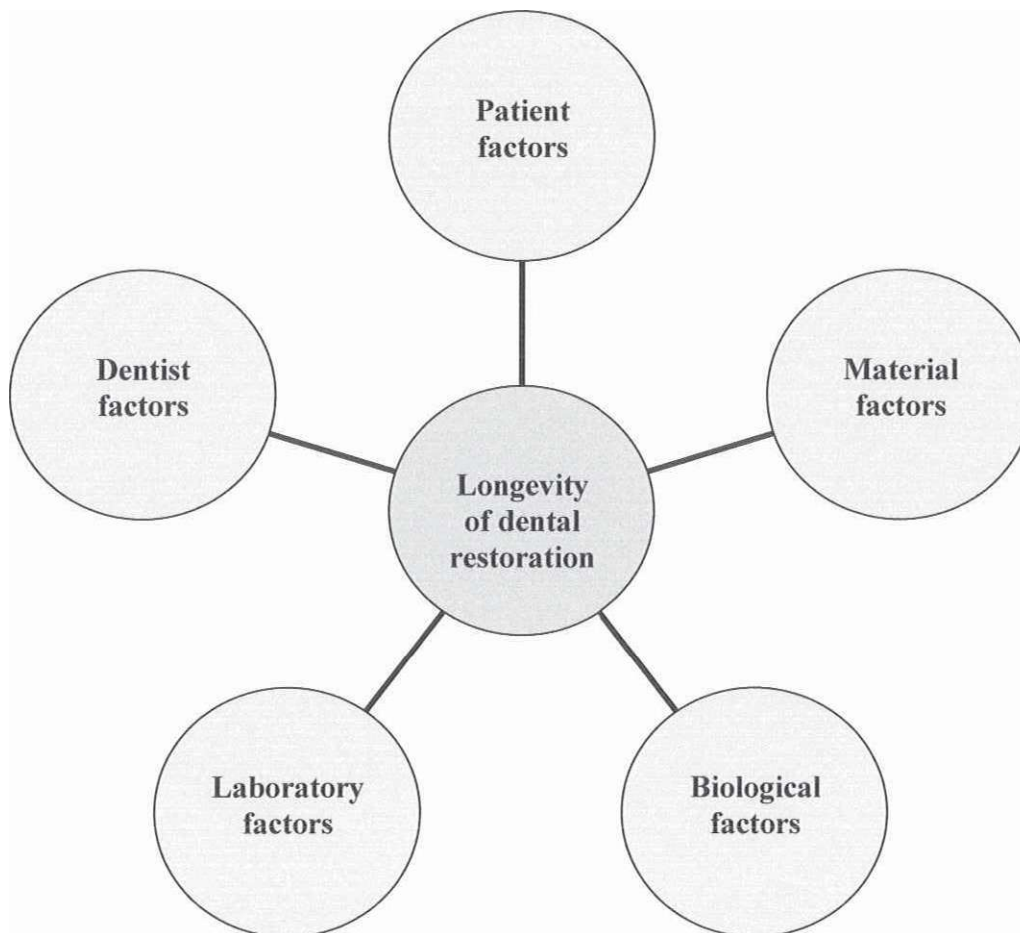 Patient
factors
Dentist
factors
Material
factors
Longevity
of dental
restoration
Laboratory
factors
Biological
factors